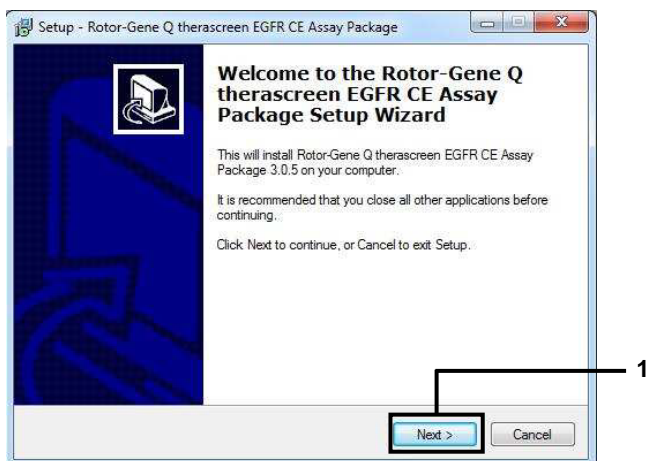 Setup - Rotor-Gene Q therascreen EGFR CE Assay Package
Welcome to the Rotor-Gene Q
therascreen EGFR CE Assay
Package Setup Wizard
This will install Rotor-Gene Q therascreen EGFR CE Assay
Package 3.0.5 on your computer.
It is recommended that you close all other applications before
continuing.
Click Next to continue, or Cancel to exit Setup.
1
Next > Cancel